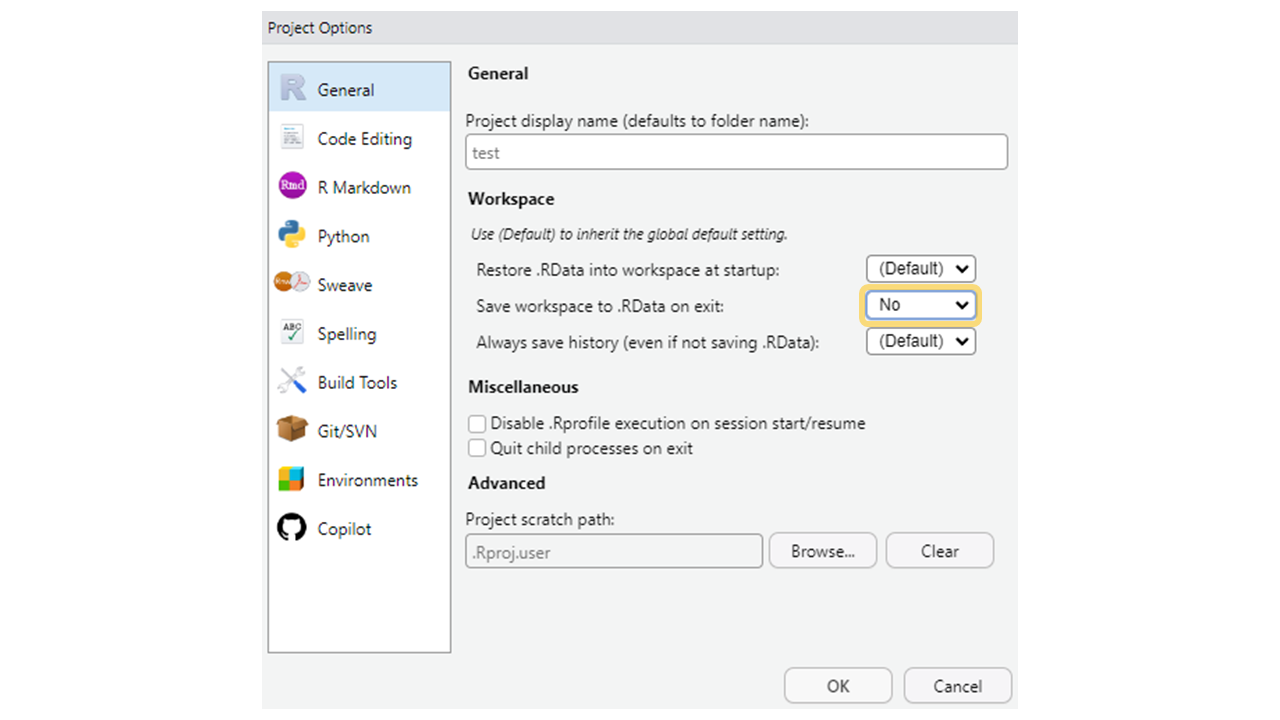 Project Options
General
Code Editing
Rmd R Markdown
Python
Sweave
ABC
Spelling
Build Tools
Git/SVN
Environments
Copilot
General
Project display name (defaults to folder name):
test
Workspace
Use (Default) to inherit the global default setting.
Restore .RData into workspace at startup: (Default)
Save workspace to .RData on exit: No
Always save history (even if not saving .RData): (Default)
Miscellaneous
Disable .Rprofile execution on session start/resume
Quit child processes on exit
Advanced
Project scratch path:
.Rproj.user Browse... Clear
OK Cancel